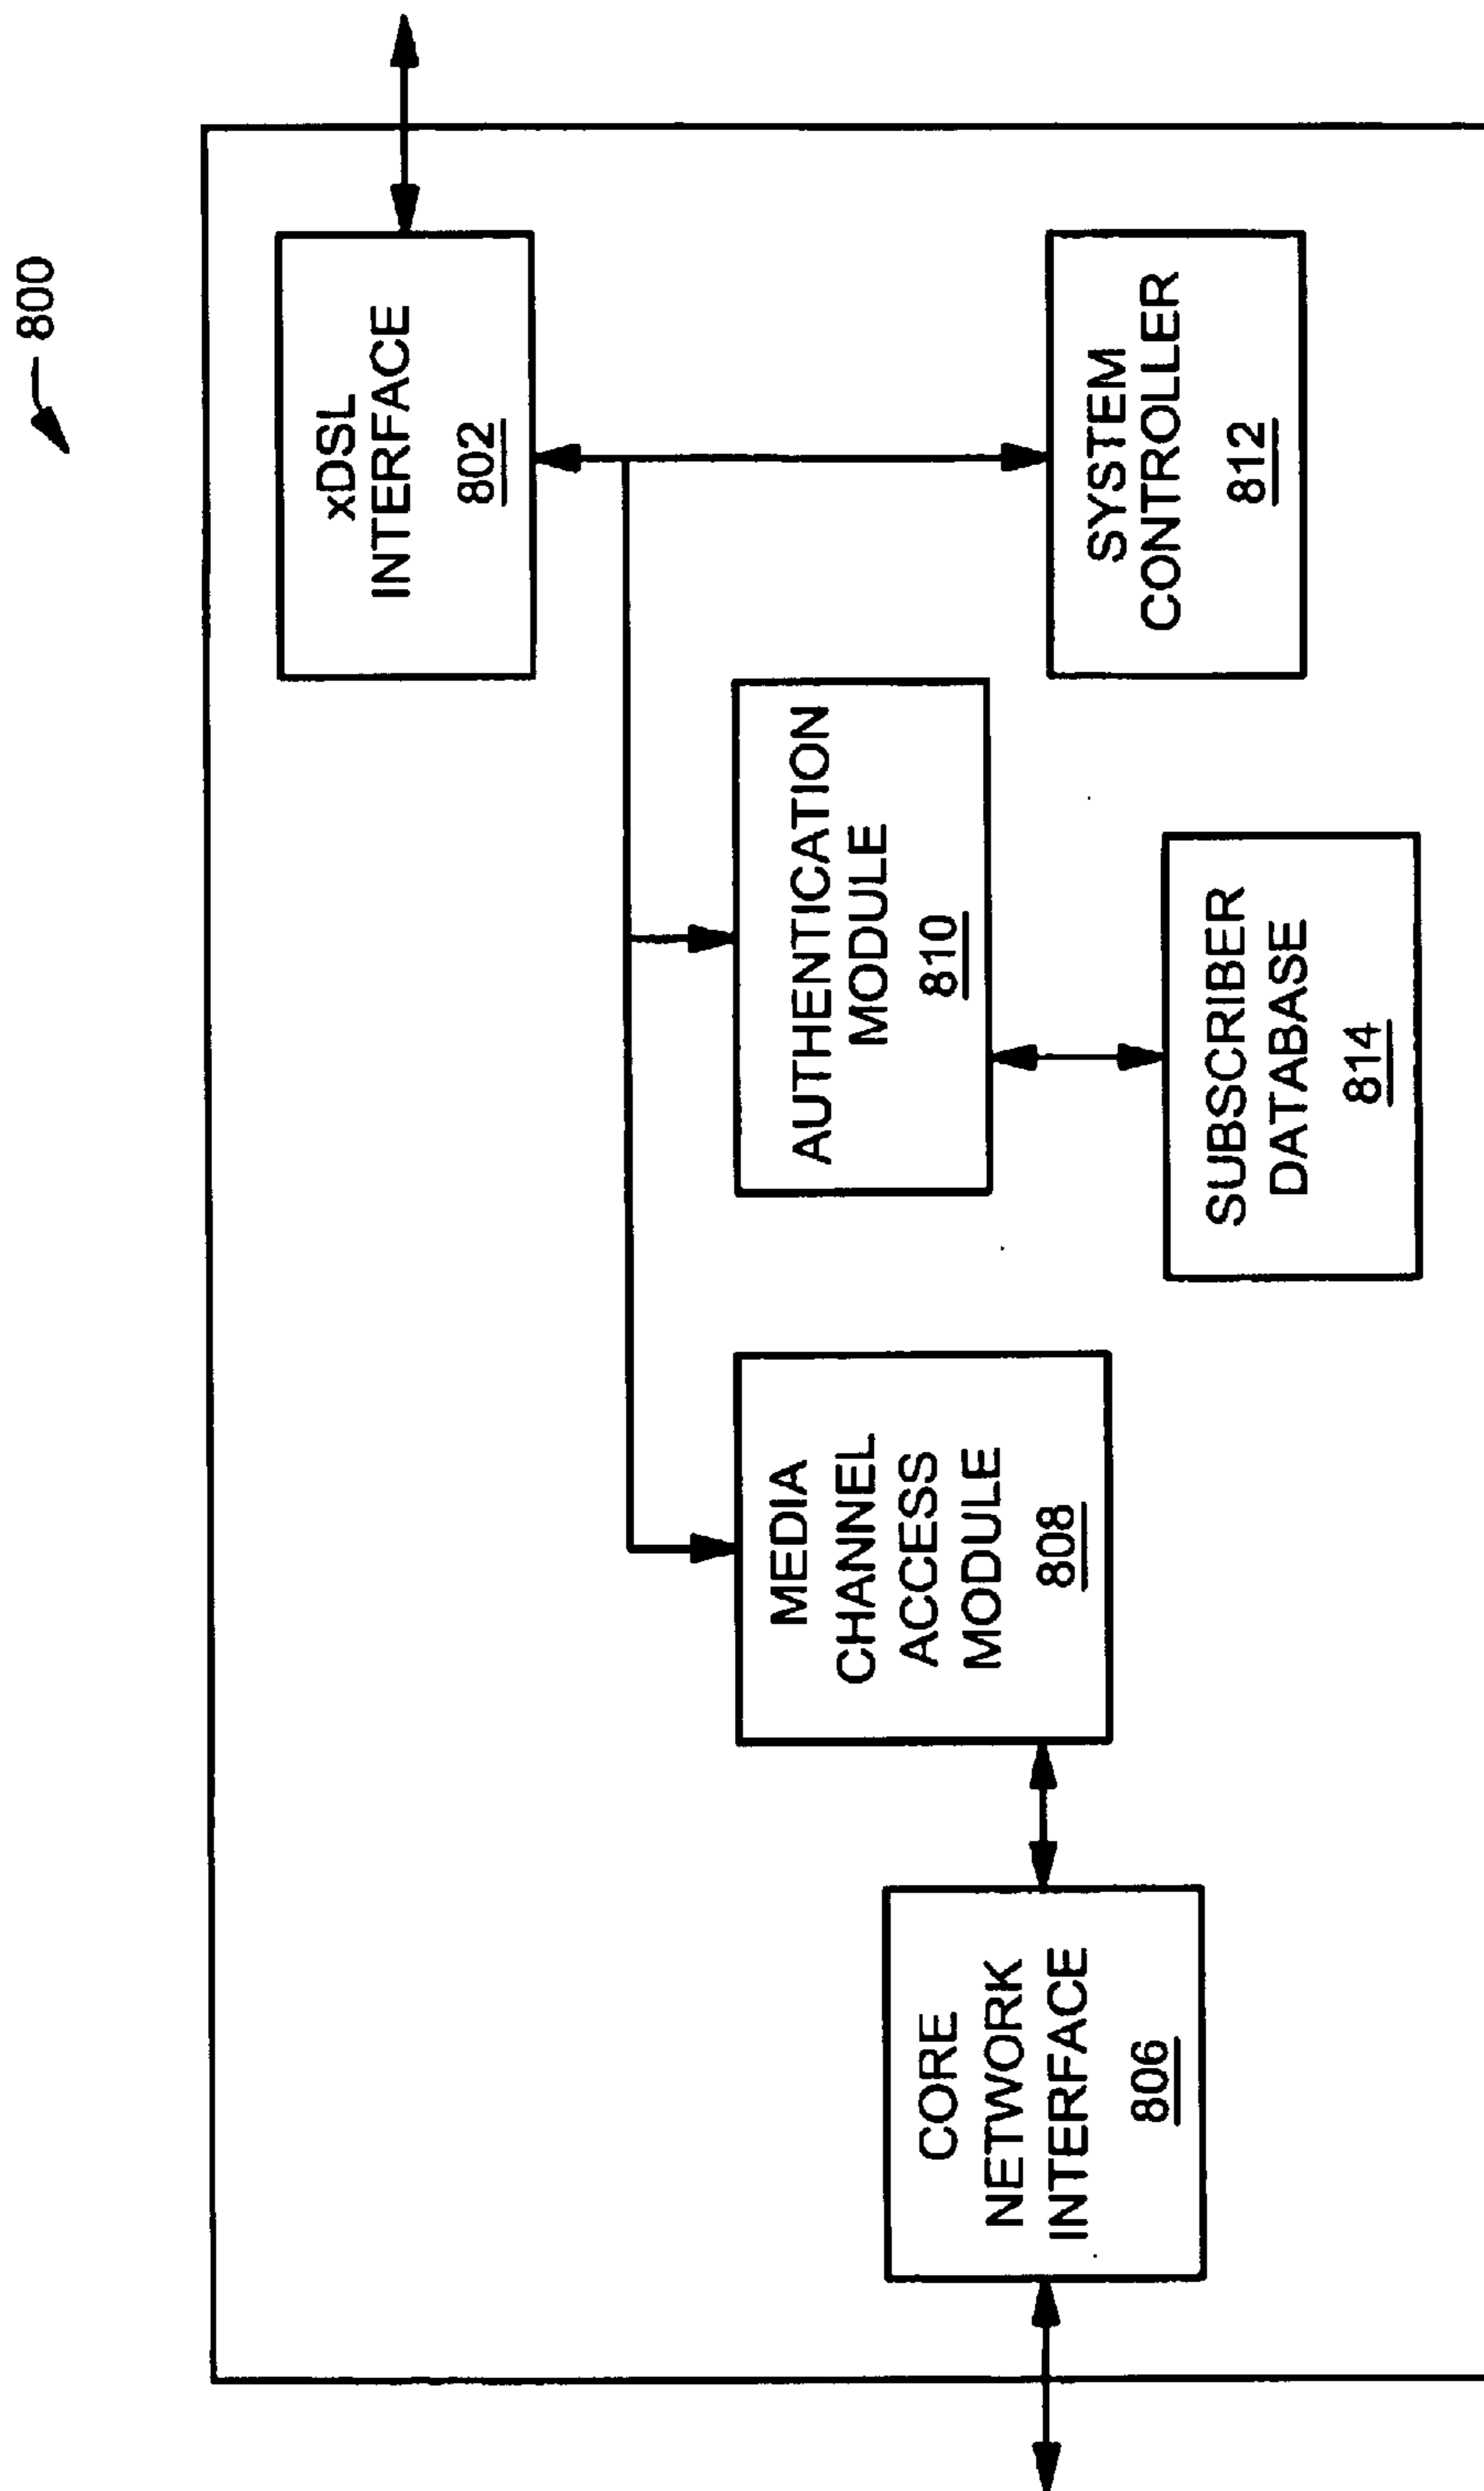 800
xDSL
INTERFACE
802
SYSTEM
CONTROLLER
812
AUTHENTICATION
MODULE
810
SUBSCRIBER
DATABASE
814
MEDIA
CHANNEL
ACCESS
MODULE
808
CORE
NETWORK
INTERFACE
806